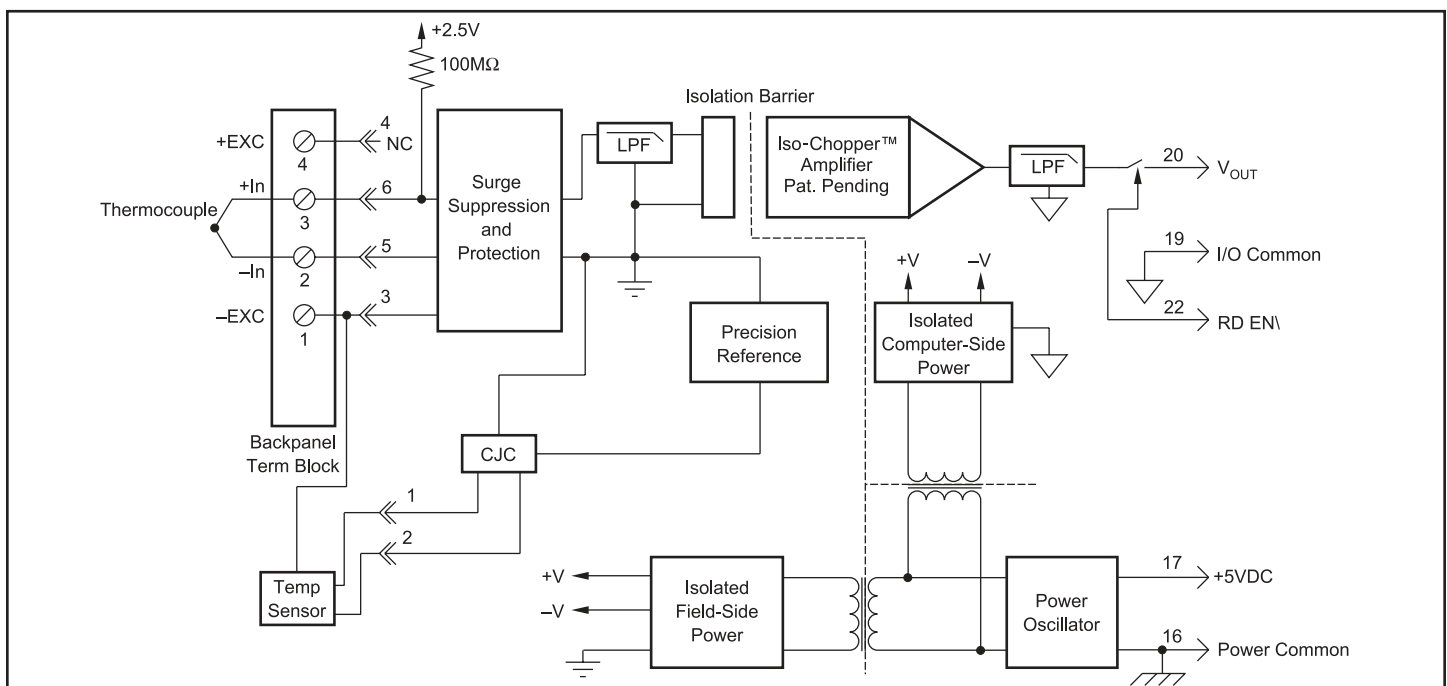 +2.5V
100MΩ
Isolation Barrier
+EXC
4
4
NC
LPF
Iso-Chopper™
Amplifier
Pat. Pending
LPF
20
VOUT
Thermocouple
+In
3
6
Surge
Suppression
and
Protection
–In
2
5
–EXC
1
3
19
I/O Common
+V
–V
22
RD EN\
Precision
Reference
Isolated
Computer-Side
Power
Backpanel
Term Block
CJC
1
2
Temp
Sensor
+V
–V
Isolated
Field-Side
Power
Power
Oscillator
17
+5VDC
16
Power Common